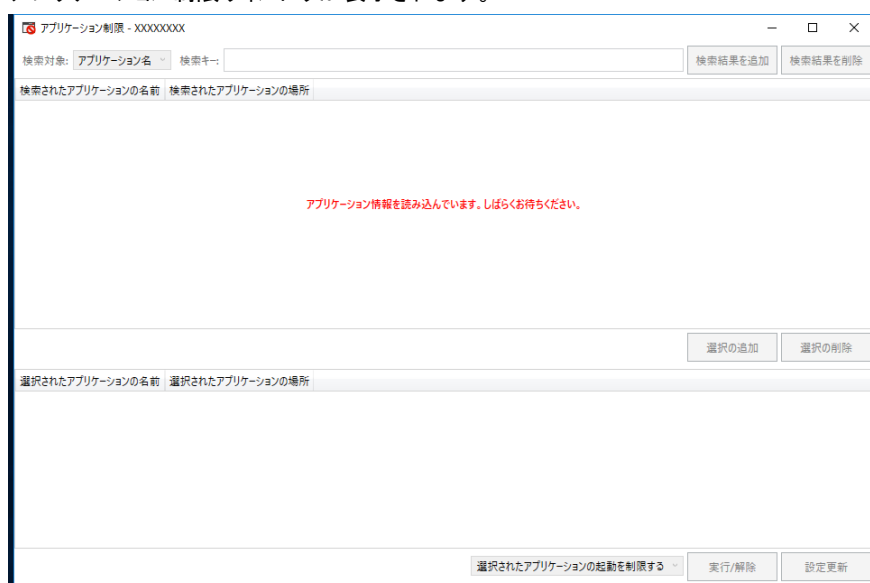 アプリケーション制限 - XXXXXXXX
検索対象: アプリケーション名 検索キー: 検索結果を追加 検索結果を削除
検索されたアプリケーションの名前 検索されたアプリケーションの場所
アプリケーション情報を読み込んでいます。しばらくお待ちください。
選択の追加 選択の削除
選択されたアプリケーションの名前 選択されたアプリケーションの場所
選択されたアプリケーションの起動を制限する 実行/解除 設定更新